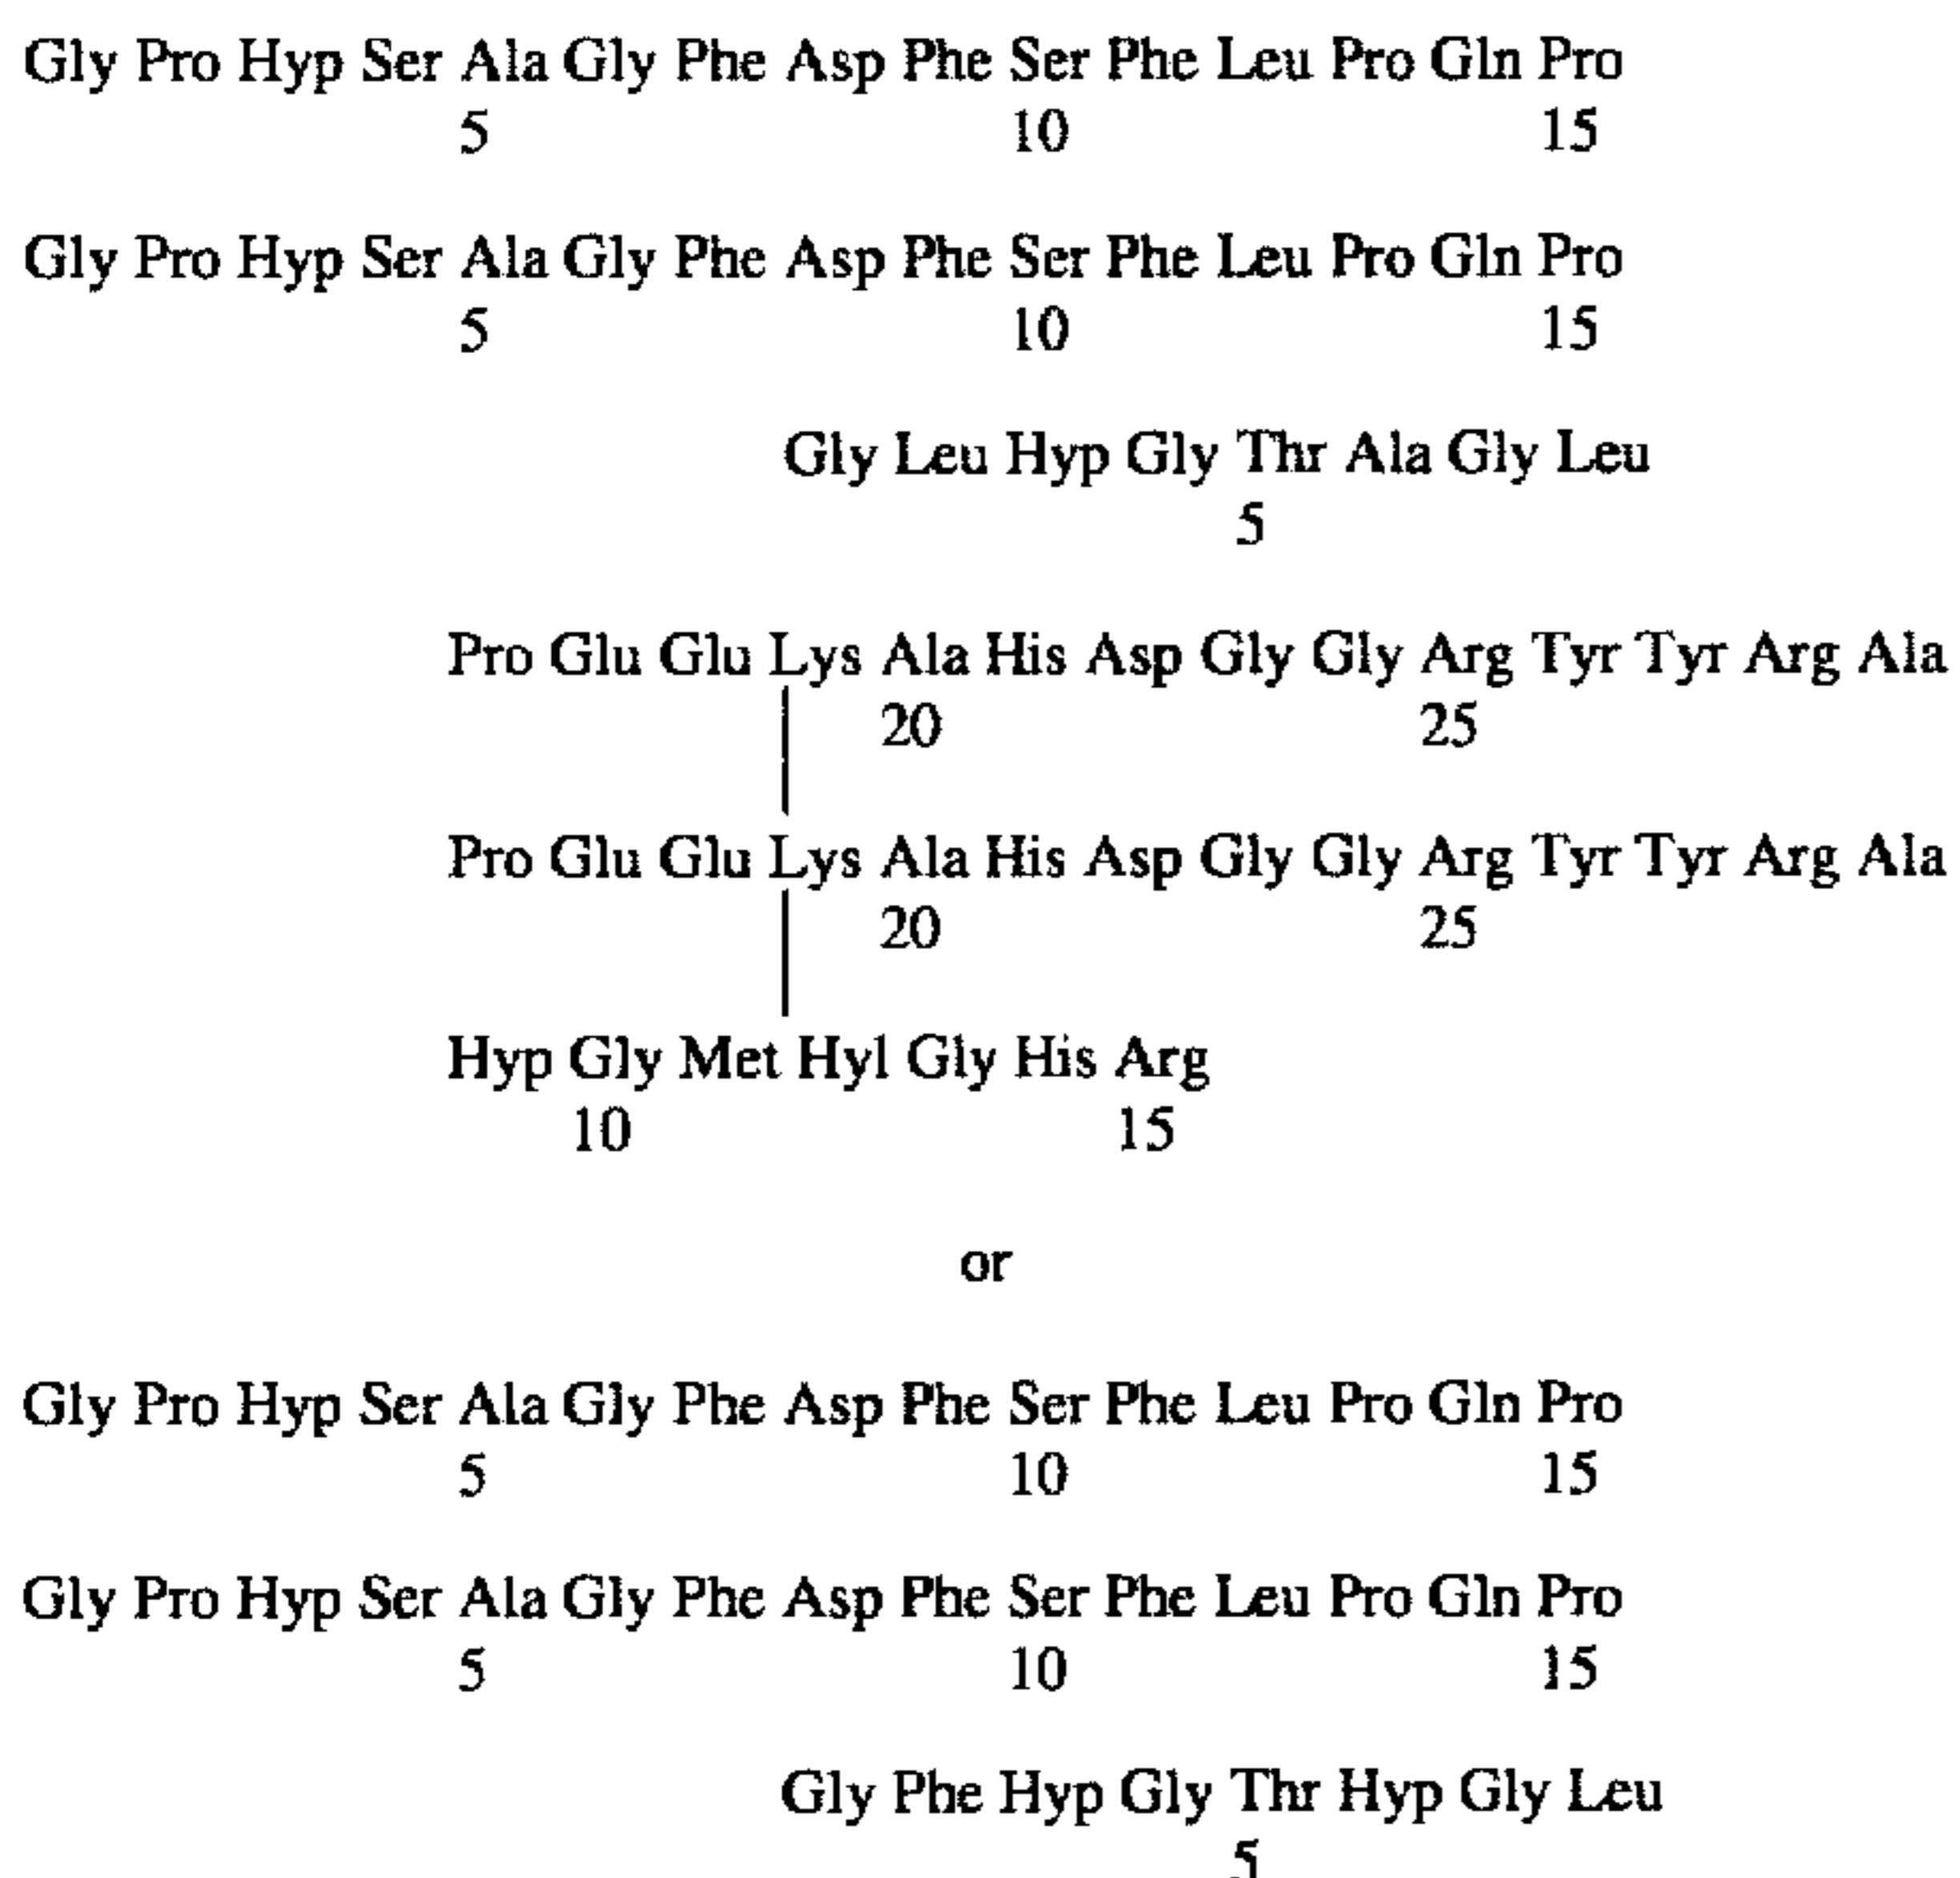 Gly Pro Hyp Ser Ala Gly Phe Asp Phe Ser Phe Leu Pro Gln Pro
5 10 15
Gly Pro Hyp Ser Ala Gly Phe Asp Phe Ser Phe Leu Pro Gln Pro
5 10 15
Gly Leu Hyp Gly Thr Ala Gly Leu
5
Pro Glu Glu Lys Ala His Asp Gly Gly Arg Tyr Tyr Arg Ala
20 25
Pro Glu Glu Lys Ala His Asp Gly Gly Arg Tyr Tyr Arg Ala
20 25
Hyp Gly Met Hyl Gly His Arg
10 15
or
Gly Pro Hyp Ser Ala Gly Phe Asp Phe Ser Phe Leu Pro Gln Pro
5 10 15
Gly Pro Hyp Ser Ala Gly Phe Asp Phe Ser Phe Leu Pro Gln Pro
5 10 15
Gly Phe Hyp Gly Thr Hyp Gly Leu
5